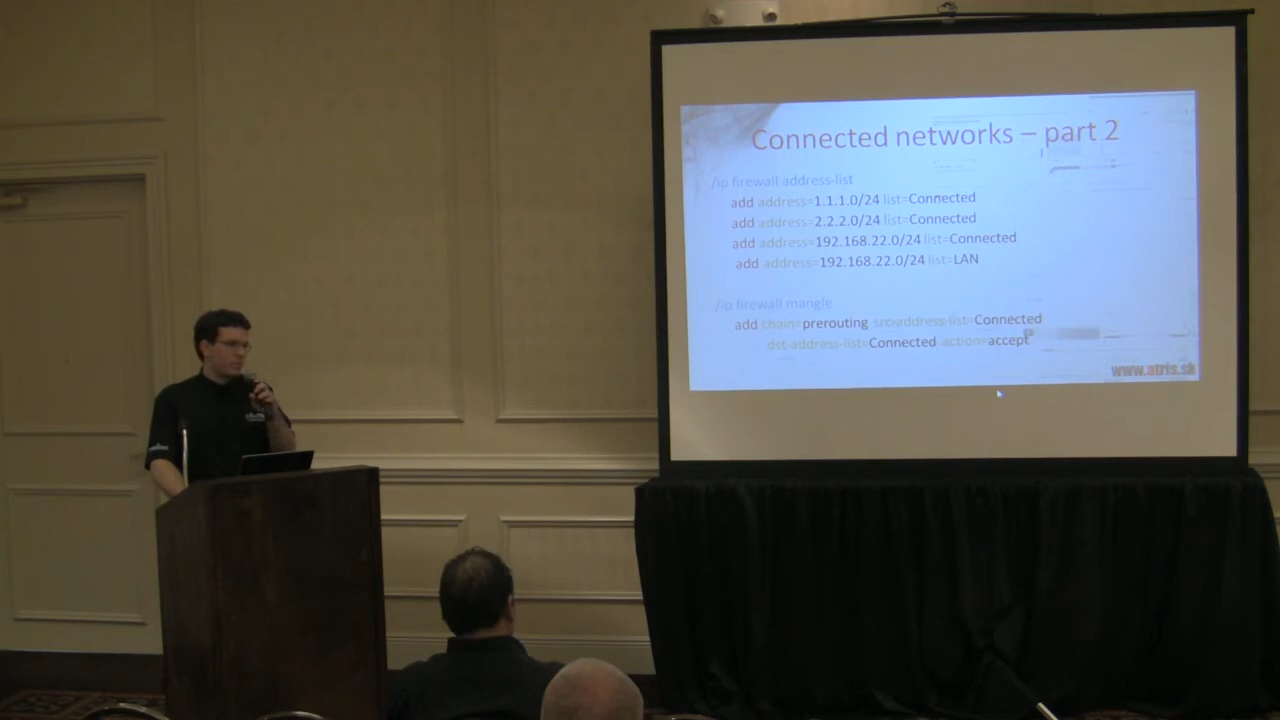 Connected networks – part 2
/ip firewall address-list
add address=1.1.1.0/24 list=Connected
add address=2.2.2.0/24 list=Connected
add address=192.168.22.0/24 list=Connected
add address=192.168.22.0/24 list=LAN
/ip firewall mangle
add chain=prerouting src-address-list=Connected
dst-address-list=Connected action=accept
www.atris.sk